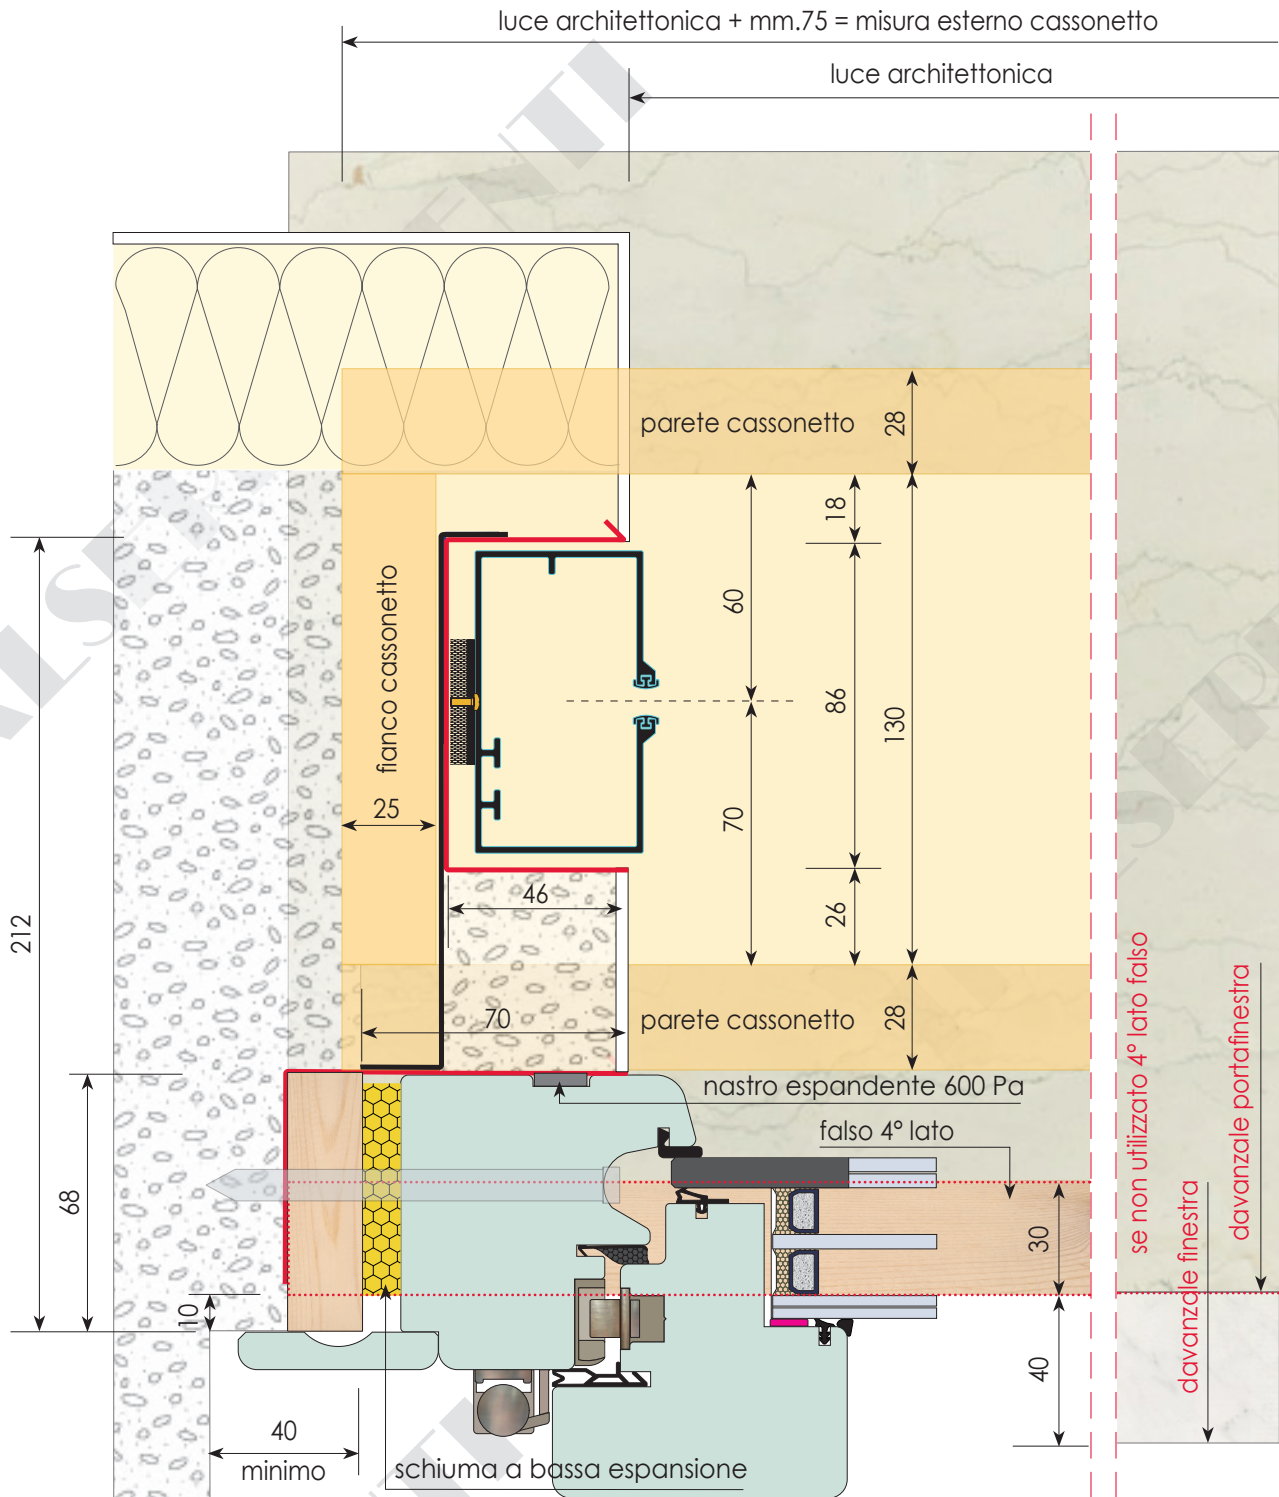 luce architettonica + mm.75 = misura esterno cassonetto
luce architettonica
parete cassonetto
28
18
60
86
130
fianco cassonetto
25
70
46
26
212
70
parete cassonetto
28
nastro espandente 600 Pa
falso 4° lato
68
30
10
40
40
minimo
schiuma a bassa espansione
se non utilizzato 4° lato falso
davanzale finestra
davanzale portafinestra